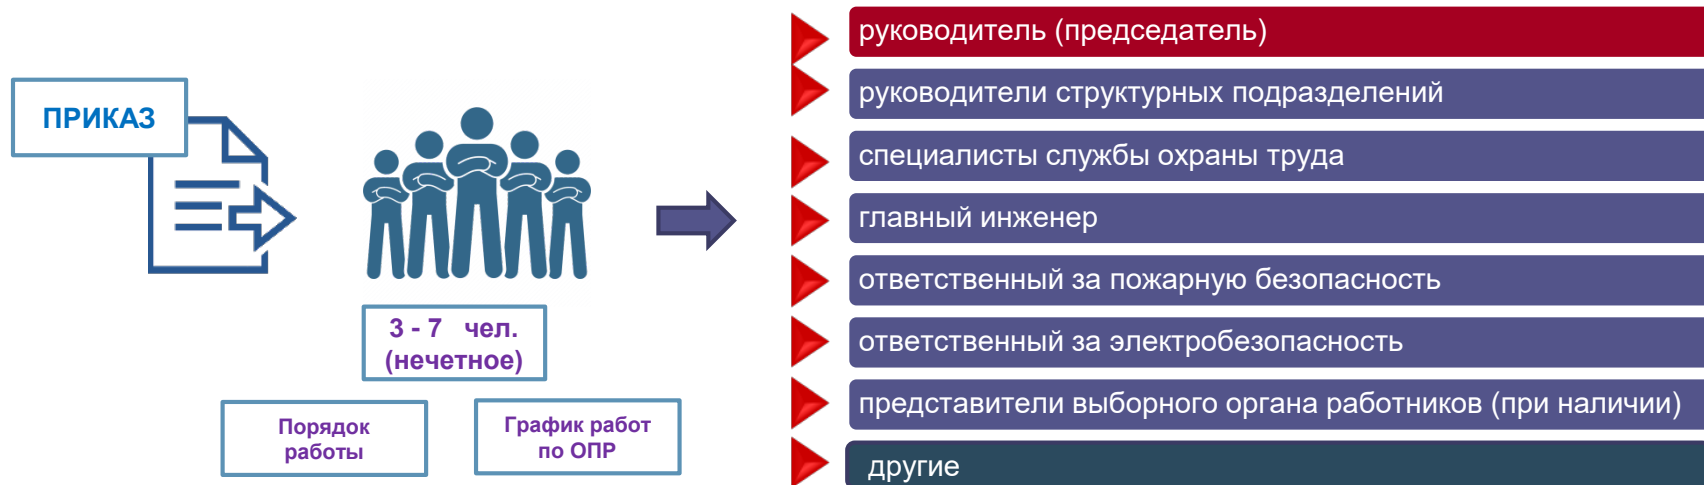 ПРИКАЗ
3 - 7 чел.
(нечетное)
Порядок
работы
График работ
по ОПР
руководитель (председатель)
руководители структурных подразделений
специалисты службы охраны труда
главный инженер
ответственный за пожарную безопасность
ответственный за электробезопасность
представители выборного органа работников (при наличии)
другие